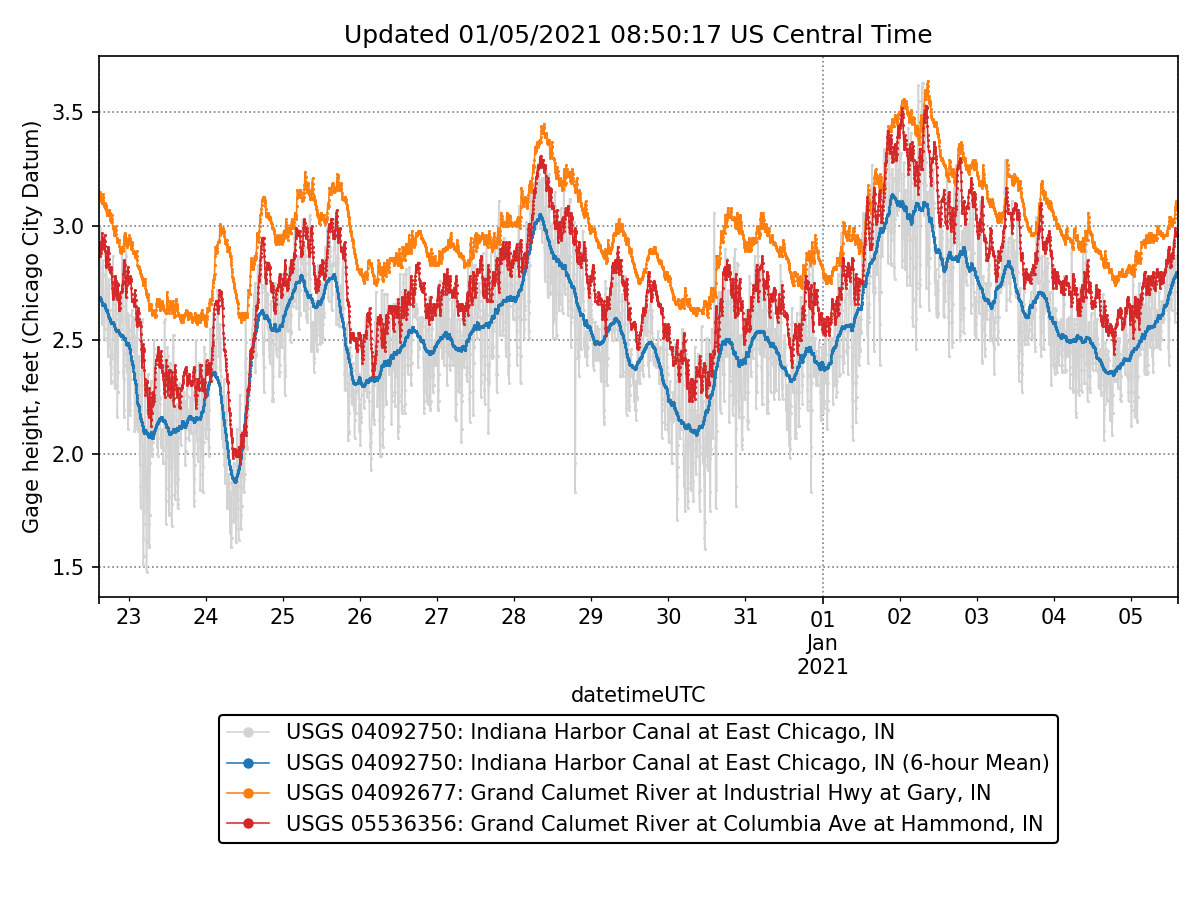 Updated 01/05/2021 08:50:17 US Central Time
Gage height, feet (Chicago City Datum)
3.5
3.0
2.5
2.0
1.5
23 24 25 26 27 28 29 30 31 01 02 03 04 05
Jan
2021
datetimeUTC
USGS 04092750: Indiana Harbor Canal at East Chicago, IN
USGS 04092750: Indiana Harbor Canal at East Chicago, IN (6-hour Mean)
USGS 04092677: Grand Calumet River at Industrial Hwy at Gary, IN
USGS 05536356: Grand Calumet River at Columbia Ave at Hammond, IN